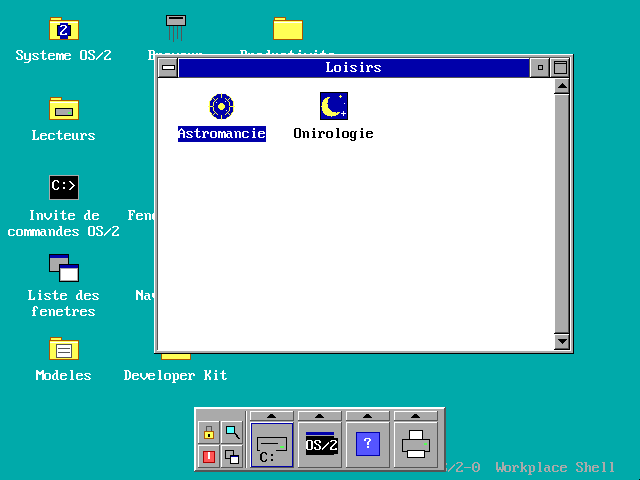 Systeme OS/2
Loisirs
Lecteurs
Astromancie
Onirologie
C:>
Invite de
commandes OS/2
Liste des
fenetres
Modeles
Developer Kit
C:
OS/2
?
Workplace Shell